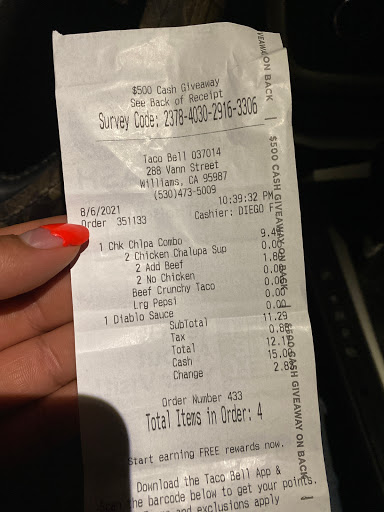 $500 Cash Giveaway
See Back of Receipt
Survey Code: 2378-4030-2916-3306
Taco Bell 037014
288 Vann Street
Williams, CA 95987
(530)473-5009
8/6/2021 10:39:32 PM
Order 351133 Cashier: DIEGO
1 Chk Chlpa Combo 9.49
2 Chicken Chalupa Sup 0.00
2 Add Beef 1.80
2 No Chicken 0.00
Beef Crunchy Taco 0.00
Lrg Pepsi 0.00
1 Diablo Sauce 0.00
SubTotal 11.29
Tax 0.88
Total 12.17
Cash 15.00
Change 2.83
Order Number 433
Total Items in Order: 4
Start earning FREE rewards now.
Download the Taco Bell App &
the barcode below to get your points.
and exclusions apply
ON BACK
$500 CASH GIVEAWAY ON BACK
$500 CASH GIVEAWAY ON BACK